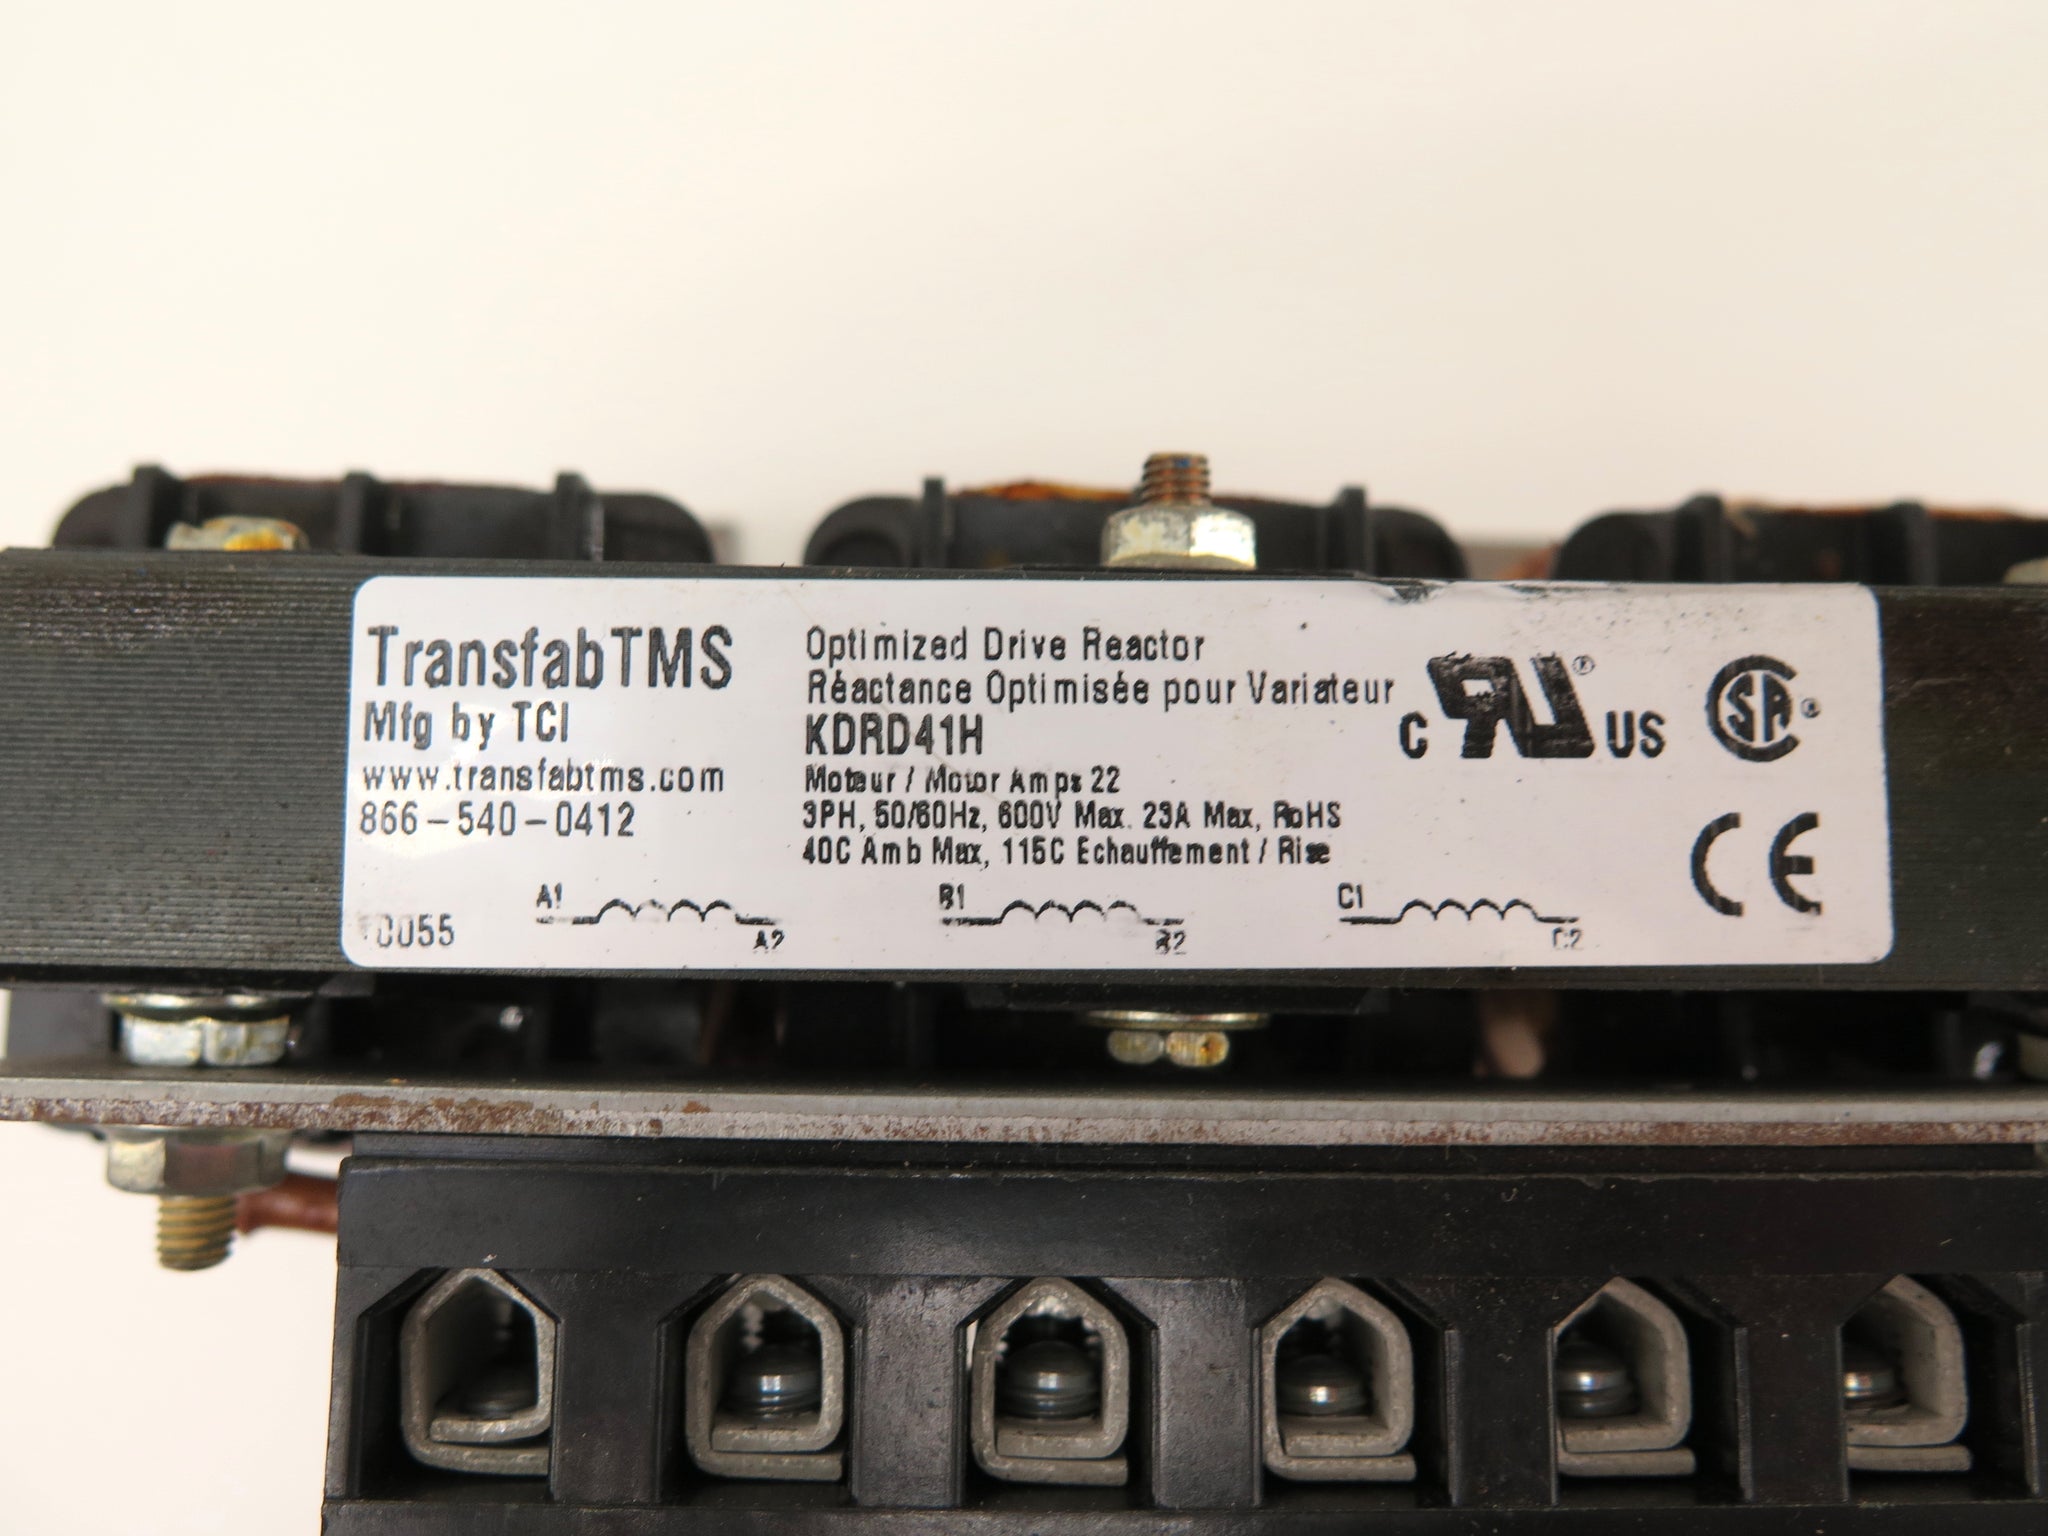 TransfabTMS
Mfg by TCI
www.transfabtms.com
866-540-0412
Optimized Drive Reactor
Réactance Optimisée pour Variateur
KDRD41H
Moteur / Motor Amps 22
3PH, 50/60Hz, 600V Max. 23A Max, RoHS
40C Amb Max, 115C Echauffement / Rise
C RU® US
CSA®
CE
A1
A2
B1
B2
C1
C2